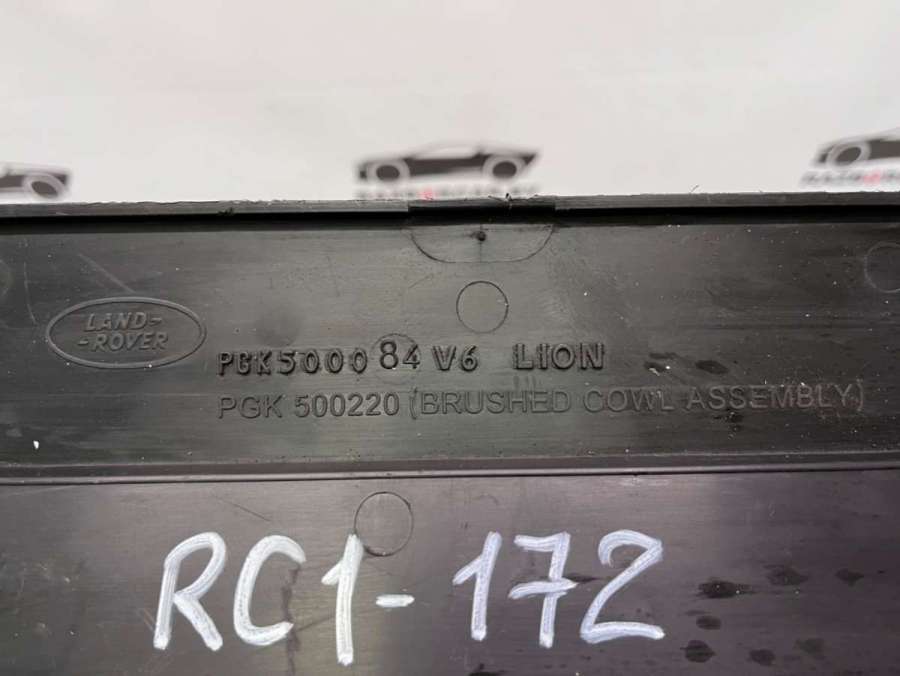 LAND-
-ROVER
PGK500084 V6 LION
PGK 500220 (BRUSHED COWL ASSEMBLY)
RC1-172